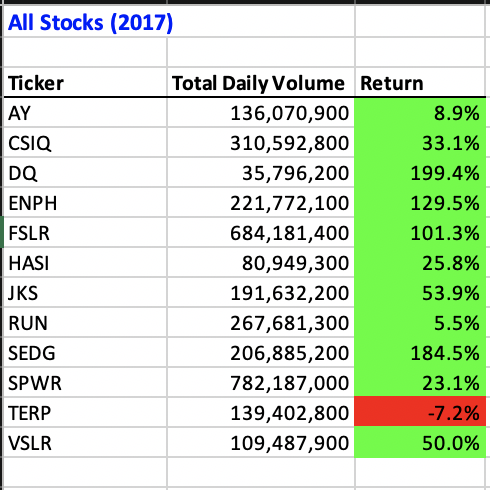 All Stocks (2017)
Ticker Total Daily Volume Return
AY 136,070,900 8.9%
CSIQ 310,592,800 33.1%
DQ 35,796,200 199.4%
ENPH 221,772,100 129.5%
FSLR 684,181,400 101.3%
HASI 80,949,300 25.8%
JKS 191,632,200 53.9%
RUN 267,681,300 5.5%
SEDG 206,885,200 184.5%
SPWR 782,187,000 23.1%
TERP 139,402,800 -7.2%
VSLR 109,487,900 50.0%